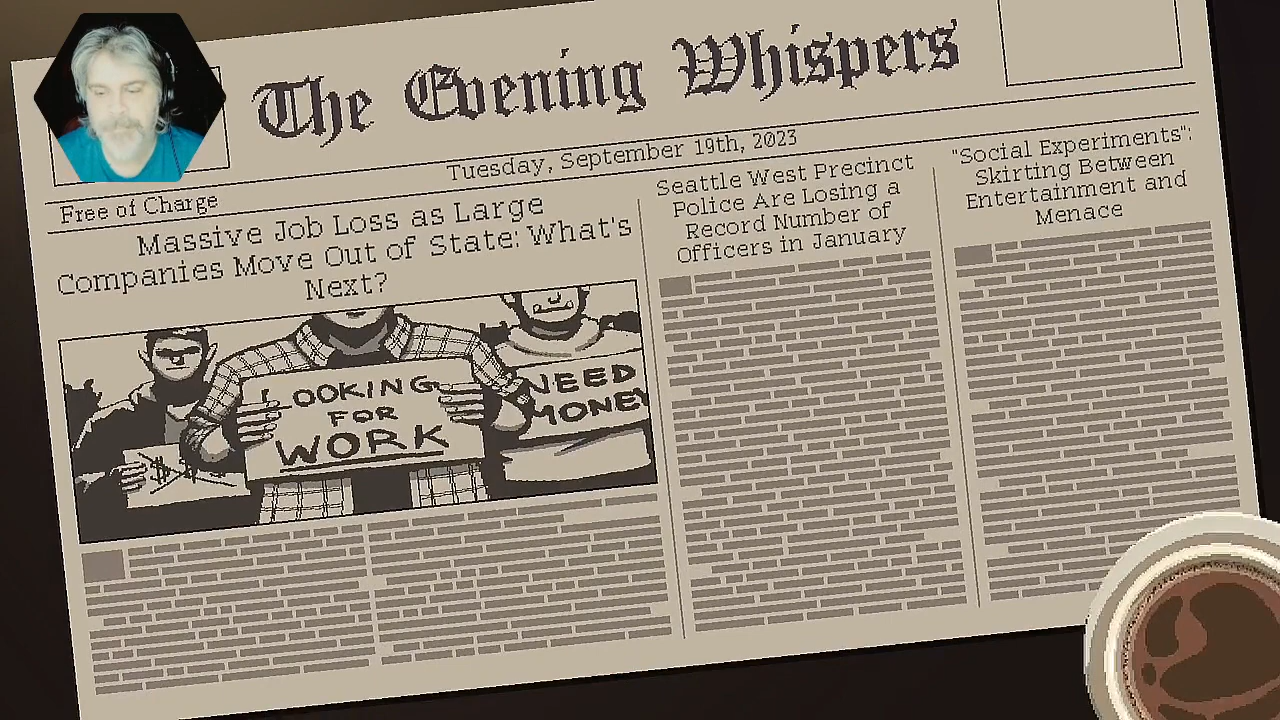 The Evening Whispers
Tuesday, September 19th, 2023
Free of Charge
Massive Job Loss as Large
Companies Move Out of State: What's
Next?
OOKING
FOR
WORK
NEED
MONEY
Seattle West Precinct
Police Are Losing a
Record Number of
Officers in January
"Social Experiments":
Skirting Between
Entertainment and
Menace